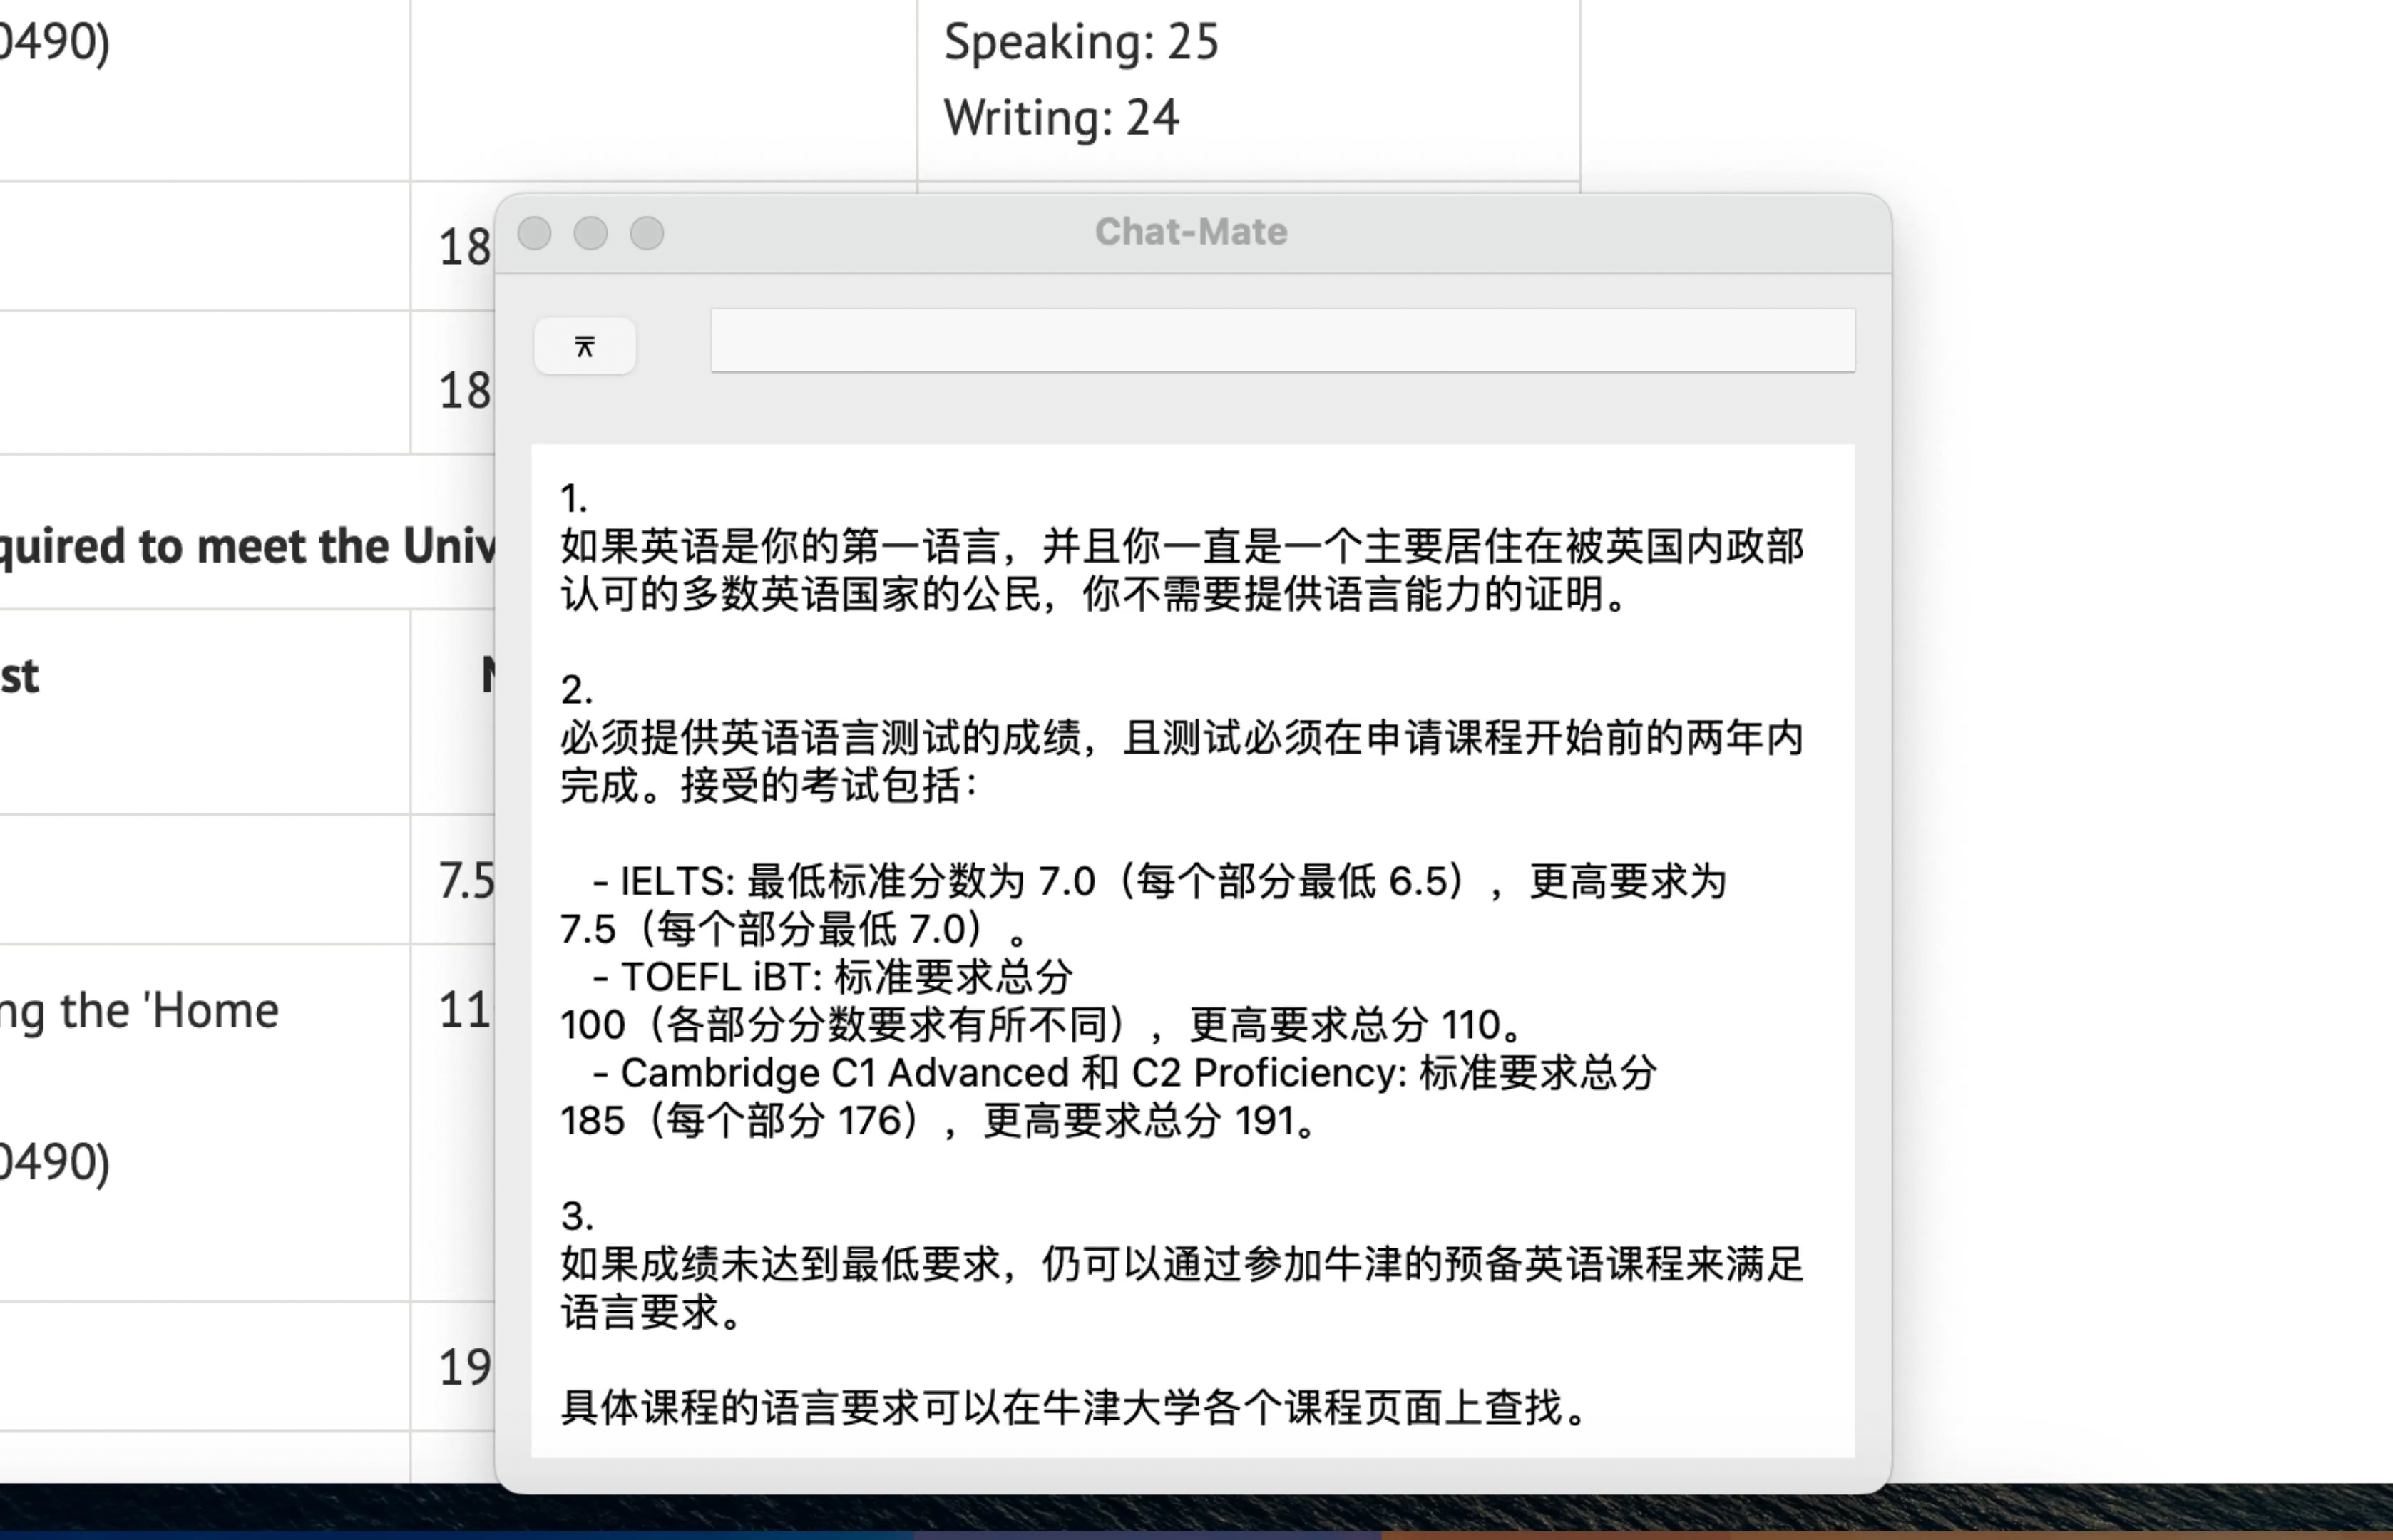 0490)
Speaking: 25
Writing: 24
18
18
quired to meet the Univ
st
7.5
ng the 'Home
11
0490)
19
Chat-Mate
⌅
1.
如果英语是你的第一语言，并且你一直是一个主要居住在被英国内政部
认可的多数英语国家的公民，你不需要提供语言能力的证明。
2.
必须提供英语语言测试的成绩，且测试必须在申请课程开始前的两年内
完成。接受的考试包括：
- IELTS: 最低标准分数为 7.0（每个部分最低 6.5），更高要求为
7.5（每个部分最低 7.0）。
- TOEFL iBT: 标准要求总分
100（各部分分数要求有所不同），更高要求总分 110。
- Cambridge C1 Advanced 和 C2 Proficiency: 标准要求总分
185（每个部分 176），更高要求总分 191。
3.
如果成绩未达到最低要求，仍可以通过参加牛津的预备英语课程来满足
语言要求。
具体课程的语言要求可以在牛津大学各个课程页面上查找。